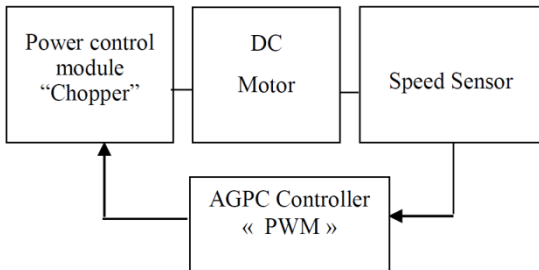 Power control
module
“Chopper”
DC
Motor
Speed Sensor
AGPC Controller
« PWM »